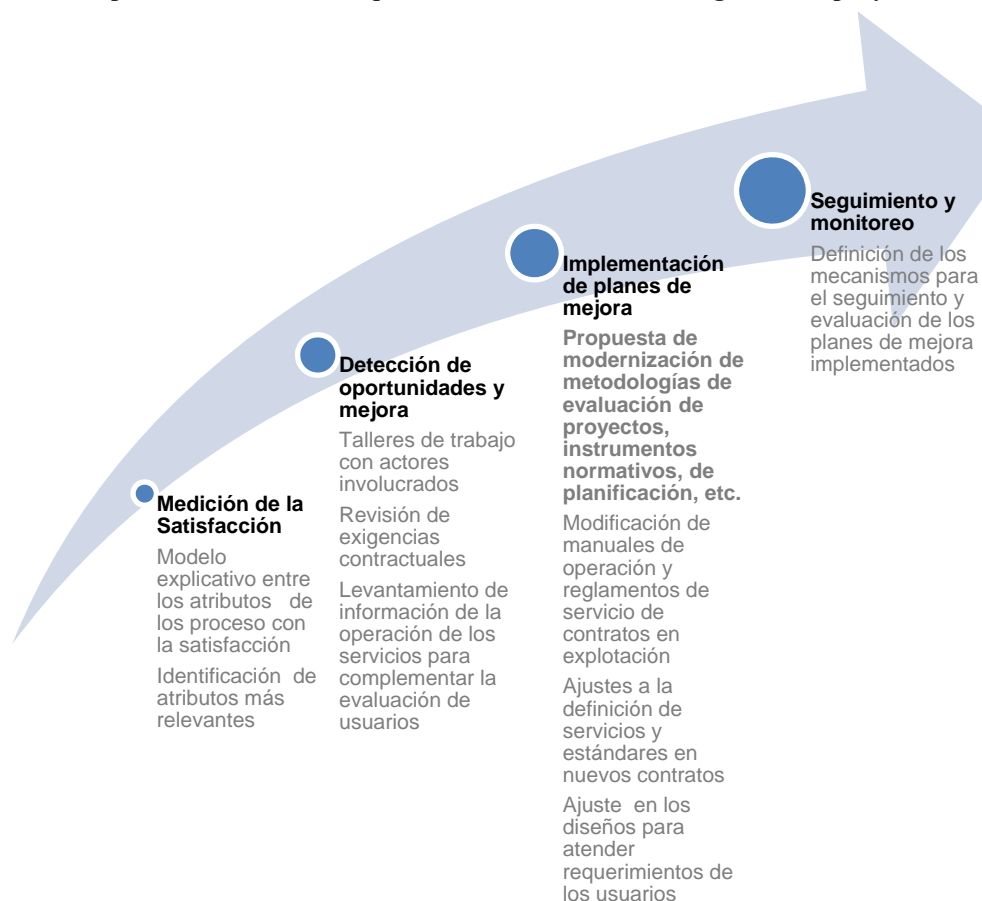 Medición de la
Satisfacción
Modelo
explicativo entre
los atributos de
los proceso con
la satisfacción
Identificación de
atributos más
relevantes
Detección de
oportunidades y
mejora
Talleres de trabajo
con actores
involucrados
Revisión de
exigencias
contractuales
Levantamiento de
información de la
operación de los
servicios para
complementar la
evaluación de
usuarios
Implementación
de planes de
mejora
Propuesta de
modernización de
metodologías de
evaluación de
proyectos,
instrumentos
normativos, de
planificación, etc.
Modificación de
manuales de
operación y
reglamentos de
servicio de
contratos en
explotación
Ajustes a la
definición de
servicios y
estándares en
nuevos contratos
Ajuste en los
diseños para
atender
requerimientos de
los usuarios
Seguimiento y
monitoreo
Definición de los
mecanismos para
el seguimiento y
evaluación de los
planes de mejora
implementados